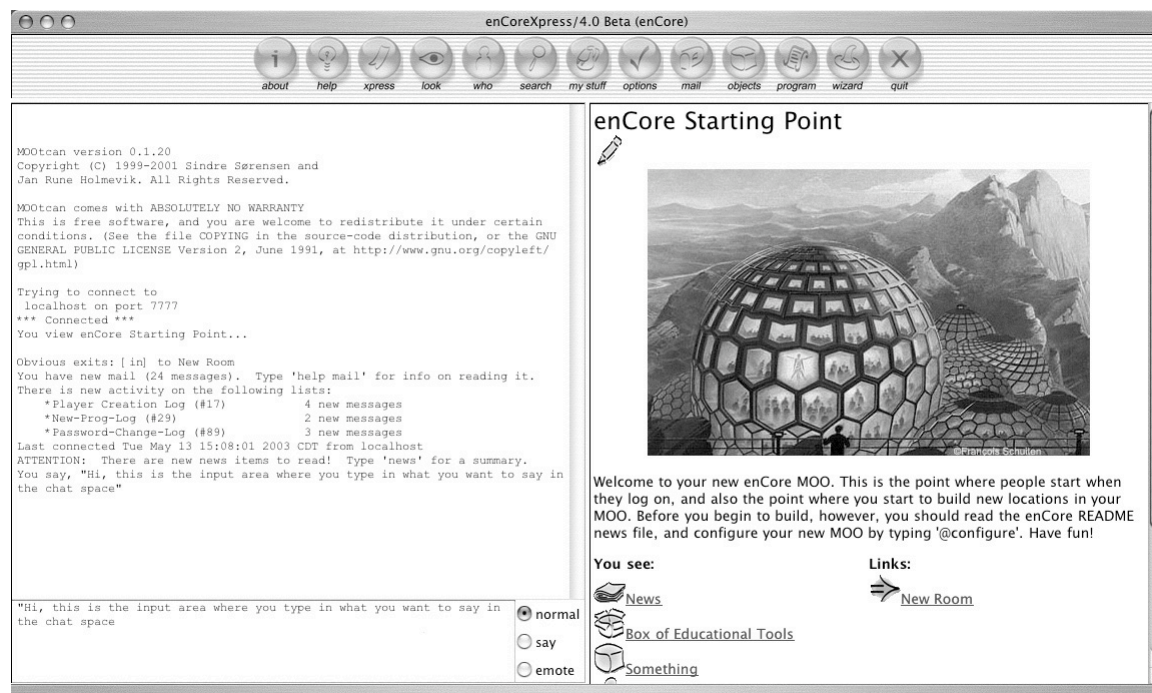 enCoreXpress/4.0 Beta (enCore)
about help xpress look who search my stuff options mail objects program wizard quit
MOOtcan version 0.1.20
Copyright (C) 1999-2001 Sindre Sørensen and
Jan Rune Holmevik. All Rights Reserved.
MOOtcan comes with ABSOLUTELY NO WARRANTY
This is free software, and you are welcome to redistribute it under certain
conditions. (See the file COPYING in the source-code distribution, or the GNU
GENERAL PUBLIC LICENSE Version 2, June 1991, at http://www.gnu.org/copyleft/
gpl.html)
Trying to connect to
localhost on port 7777
*** Connected ***
You view enCore Starting Point...
Obvious exits: [in] to New Room
You have new mail (24 messages).  Type 'help mail' for info on reading it.
There is new activity on the following lists:
*Player Creation Log (#17) 4 new messages
*New-Prog-Log (#29) 2 new messages
*Password-Change-Log (#89) 3 new messages
Last connected Tue May 13 15:08:01 2003 CDT from localhost
ATTENTION:  There are new news items to read!  Type 'news' for a summary.
You say, "Hi, this is the input area where you type in what you want to say in
the chat space"
"Hi, this is the input area where you type in what you want to say in
the chat space
normal
say
emote
enCore Starting Point
©François Schuiten
Welcome to your new enCore MOO. This is the point where people start when
they log on, and also the point where you start to build new locations in your
MOO. Before you begin to build, however, you should read the enCore README
news file, and configure your new MOO by typing '@configure'. Have fun!
You see:
News
Box of Educational Tools
Something
Links:
New Room